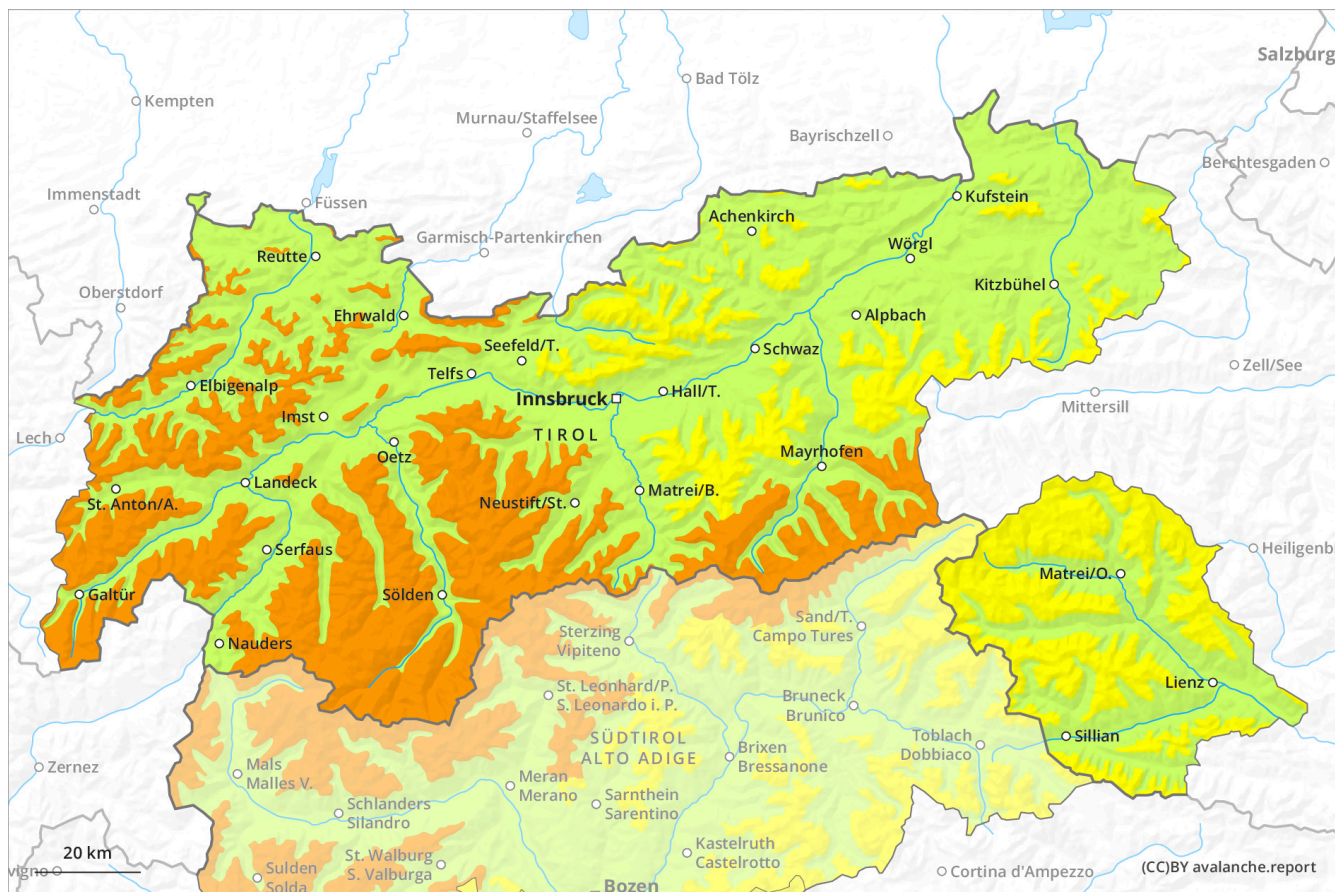 Salzburg
Bad Tölz
Kempten
Murnau/Staffelsee
Bayrischzell
Berchtesgaden
Immenstadt
Füssen
Kufstein
Achenkirch
Garmisch-Partenkirchen
Wörgl
Reutte
Kitzbühel
Oberstdorf
Ehrwald
Alpbach
Seefeld/T.
Schwaz
Zell/See
Telfs
Elbigenalp
Hall/T.
Innsbruck
Mittersill
Imst
TIROL
Lech
Oetz
Mayrhofen
Landeck
St. Anton/A.
Matrei/B.
Neustift/St.
Serfaus
Heiligenb
Matrei/O.
Galtür
Sölden
Sand/T.
Campo Tures
Sterzing
Vipiteno
Nauders
Lienz
St. Leonhard/P.
S. Leonardo i. P.
Bruneck
Brunico
SÜDTIROL
ALTO ADIGE
Toblach
Dobbiaco
Sillian
Brixen
Bressanone
Zernez
Mals
Malles V.
Meran
Merano
Sarnthein
Sarentino
Schlanders
Silandro
Kastelruth
Castelrotto
20 km
St. Walburg
S. Valburga
vigno
Sulden
Solda
Cortina d'Ampezzo
(CC)BY avalanche.report
Bozen